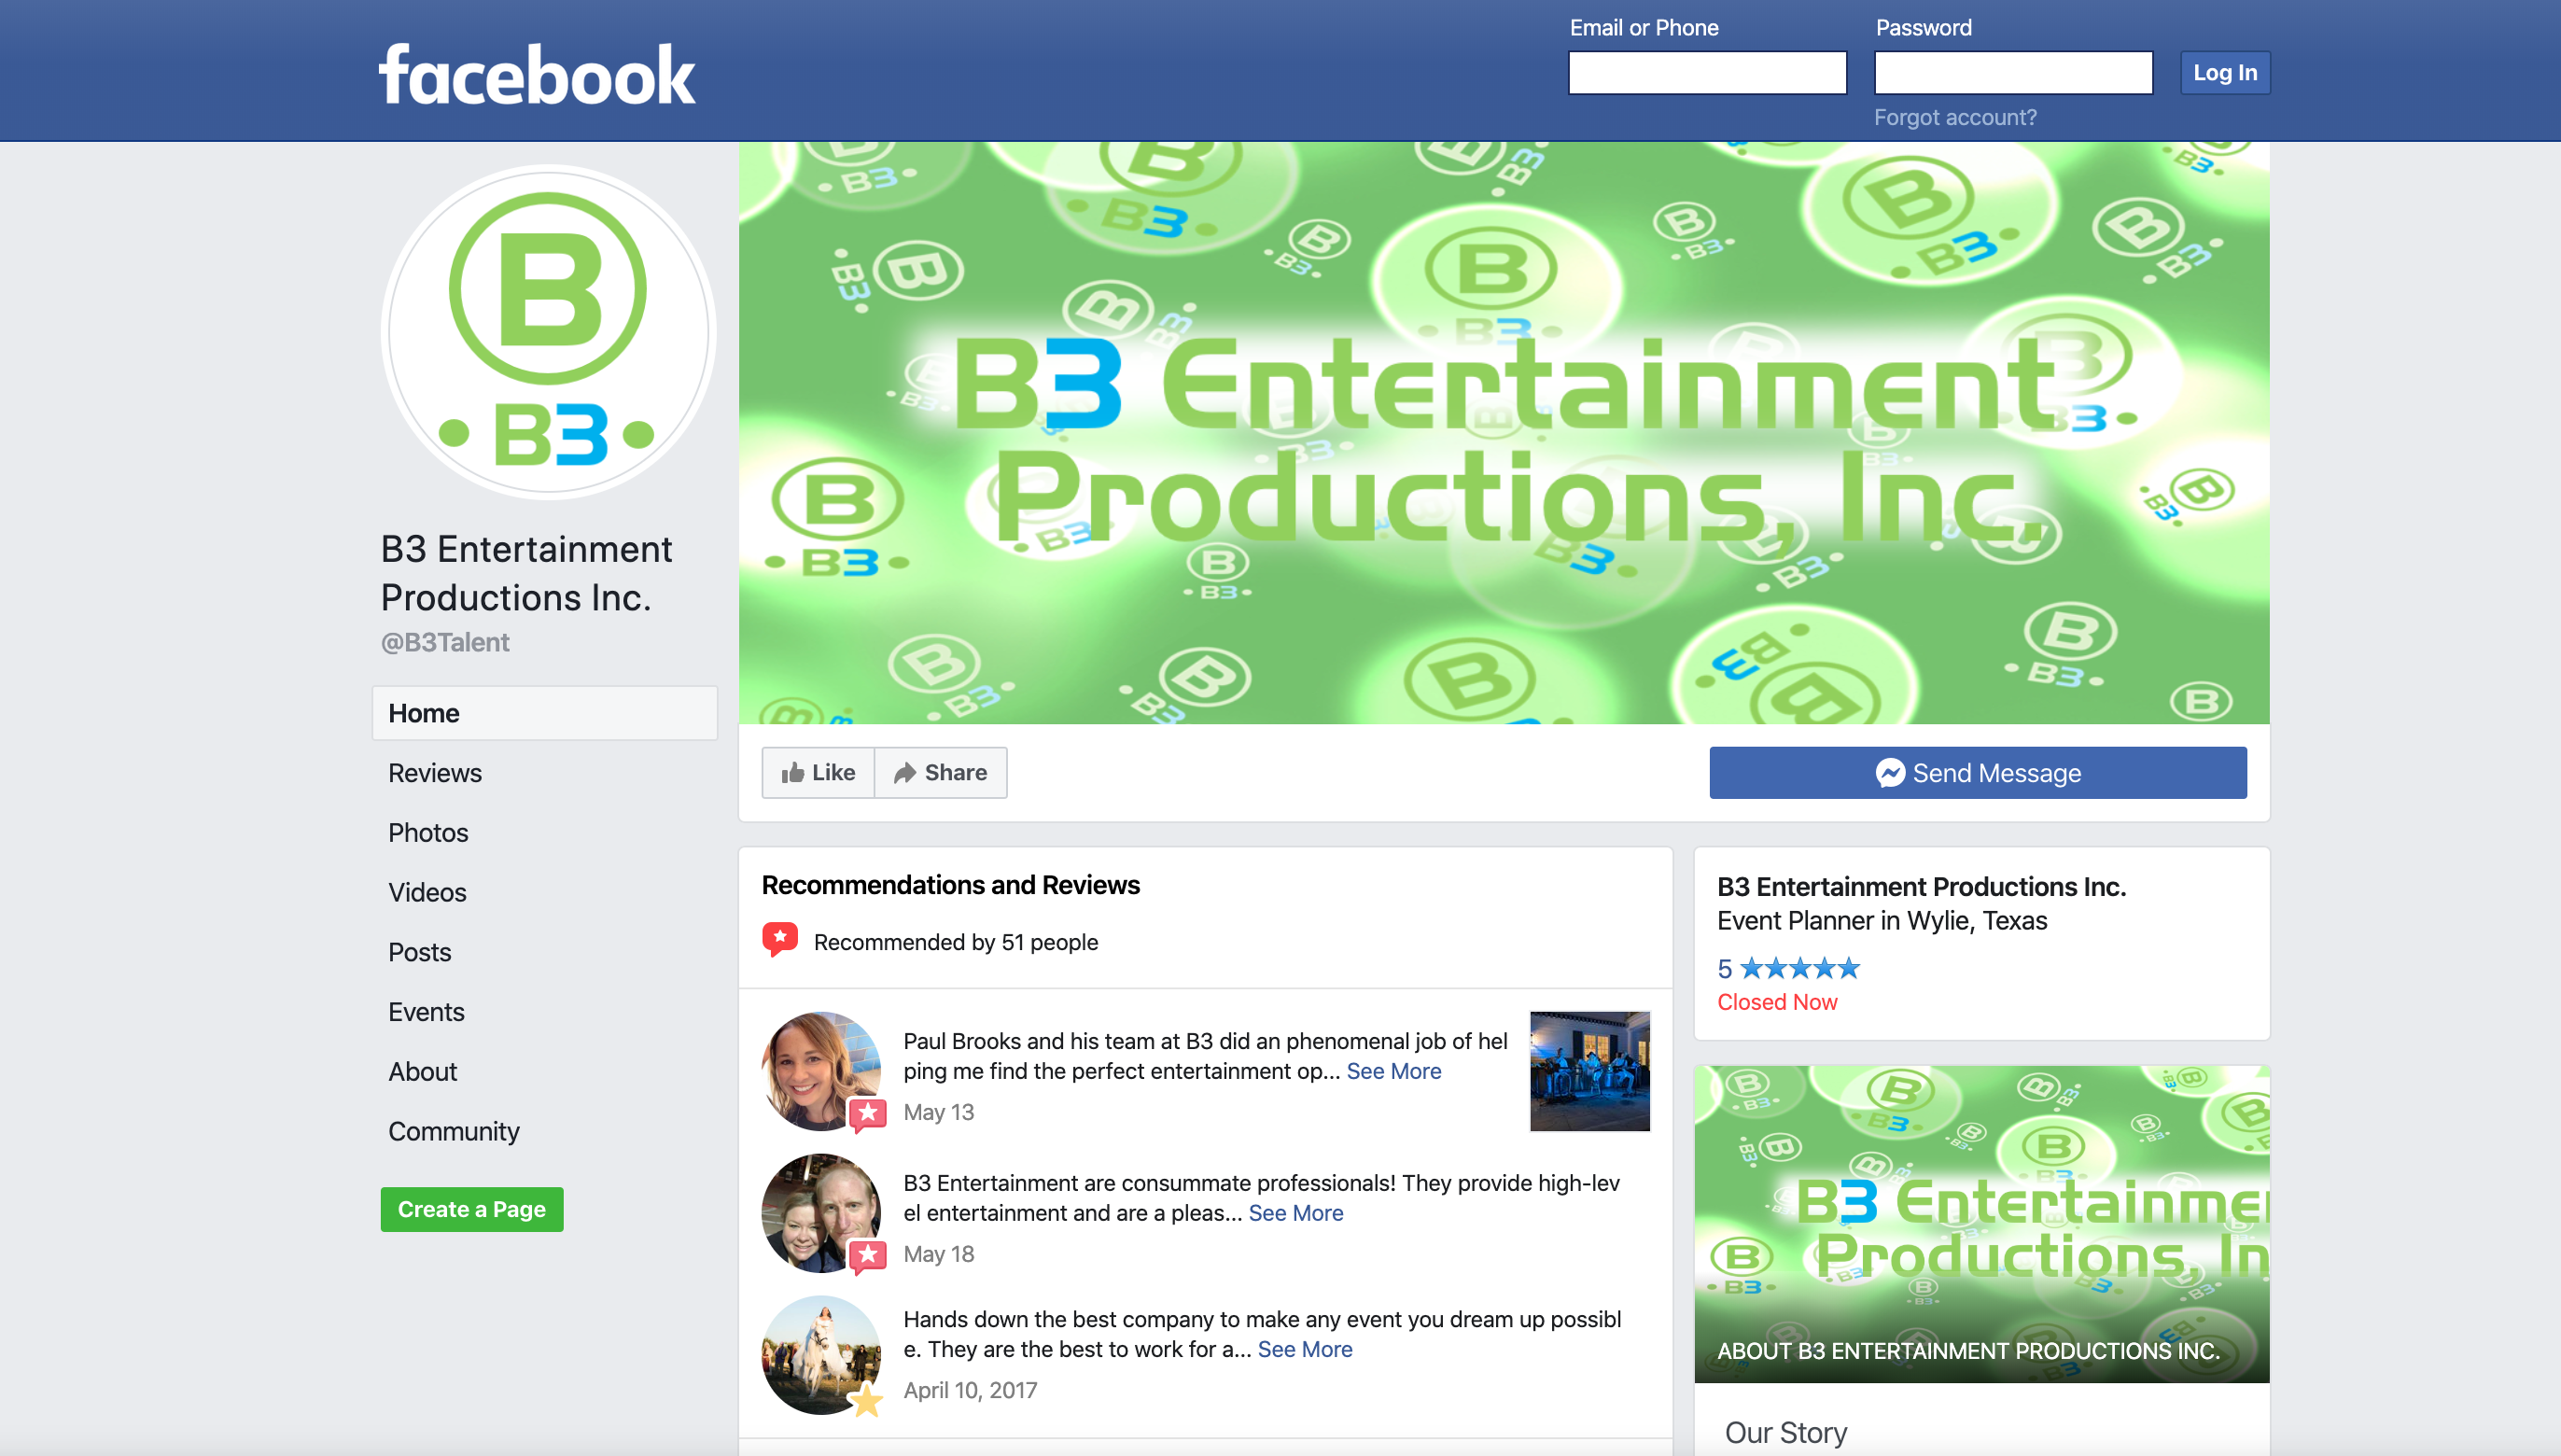 facebook
Email or Phone
Password
Log In
Forgot account?
B
B3
B3 Entertainment
Productions Inc.
@B3Talent
Home
Reviews
Photos
Videos
Posts
Events
About
Community
Create a Page
B3 Entertainment
Productions, Inc.
Like
Share
Send Message
Recommendations and Reviews
Recommended by 51 people
Paul Brooks and his team at B3 did an phenomenal job of hel
ping me find the perfect entertainment op... See More
May 13
B3 Entertainment are consummate professionals! They provide high-lev
el entertainment and are a pleas... See More
May 18
Hands down the best company to make any event you dream up possibl
e. They are the best to work for a... See More
April 10, 2017
B3 Entertainment Productions Inc.
Event Planner in Wylie, Texas
5
Closed Now
B3 Entertainme
Productions, In
ABOUT B3 ENTERTAINMENT PRODUCTIONS INC.
Our Story